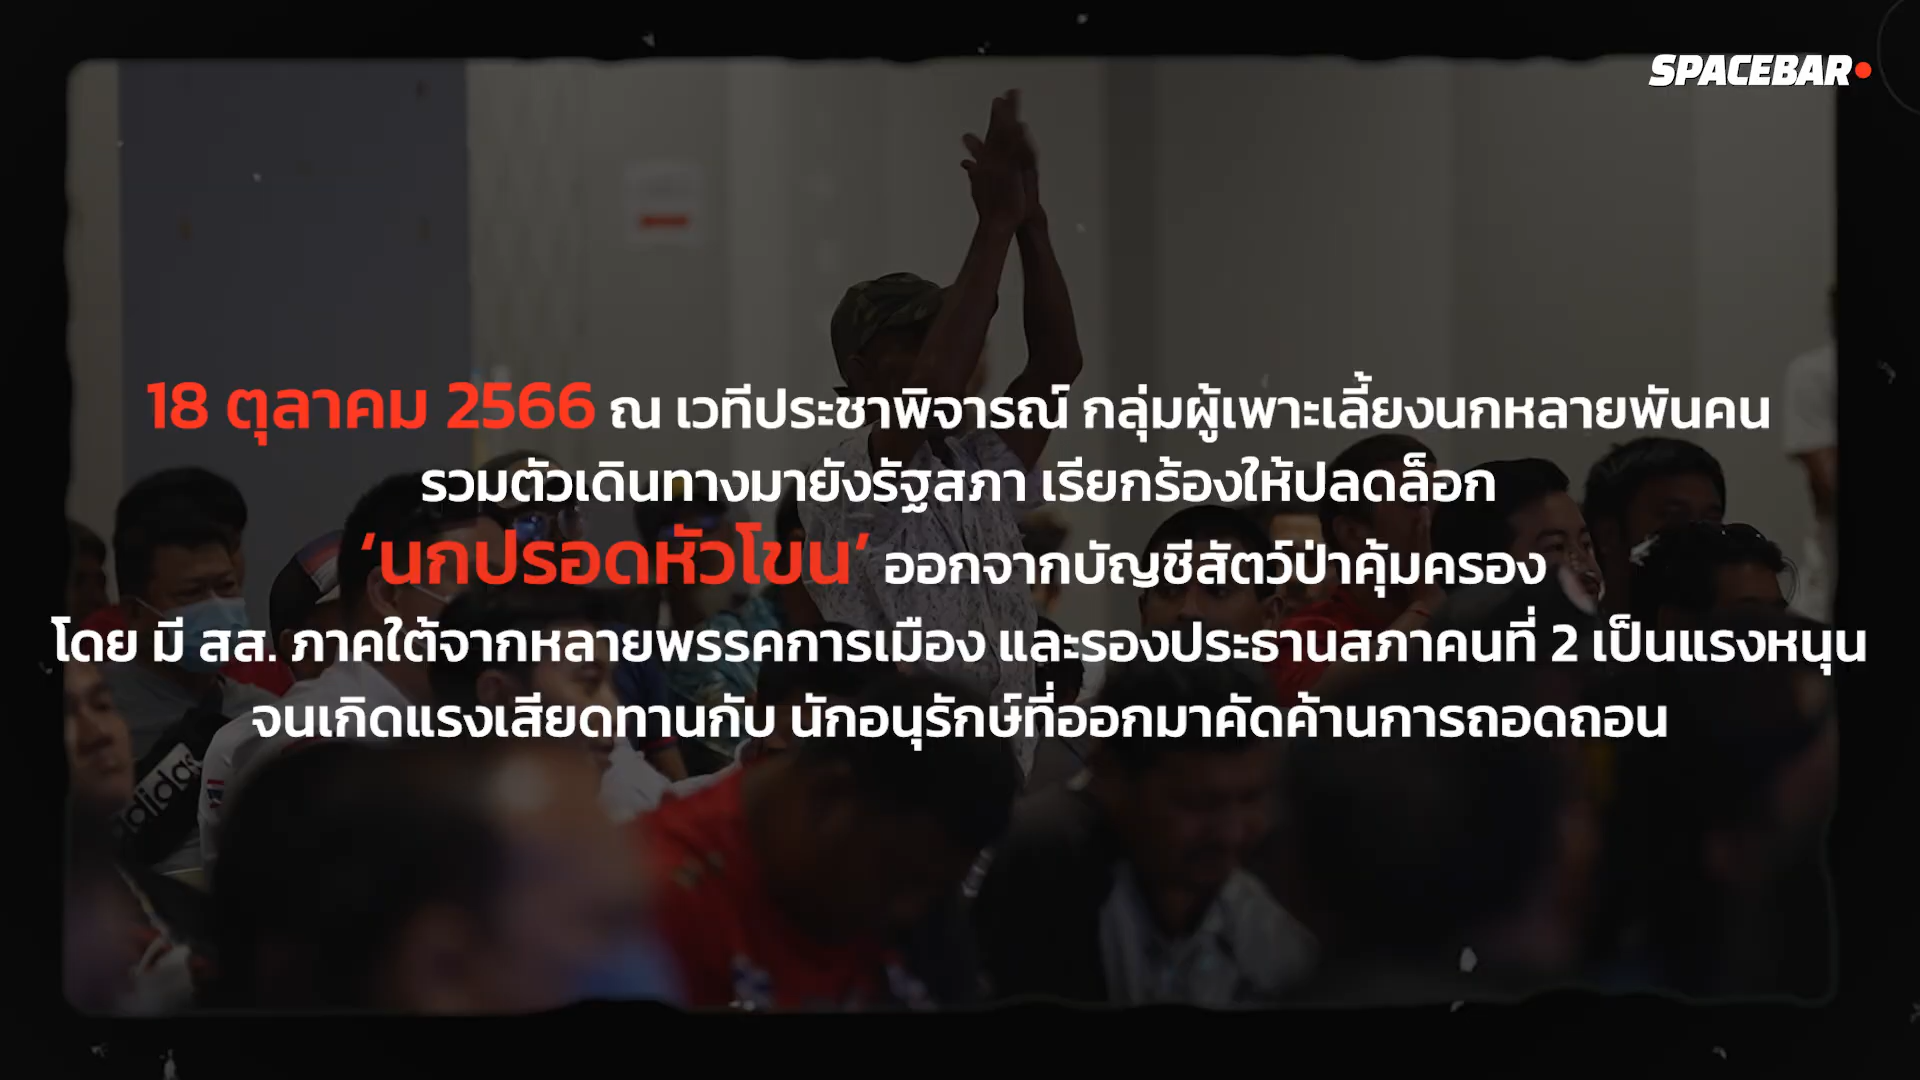 SPACEBAR
18 ตุลาคม 2566 ณ เวทีประชาพิจารณ์ กลุ่มผู้เพาะเลี้ยงนกหลายพันคน
รวมตัวเดินทางมายังรัฐสภา เรียกร้องให้ปลดล็อก
‘นกปรอดหัวโขน’ ออกจากบัญชีสัตว์ป่าคุ้มครอง
โดย มี สส. ภาคใต้จากหลายพรรคการเมือง และรองประธานสภาคนที่ 2 เป็นแรงหนุน
จนเกิดแรงเสียดทานกับ นักอนุรักษ์ที่ออกมาคัดค้านการถอดถอน
adidas